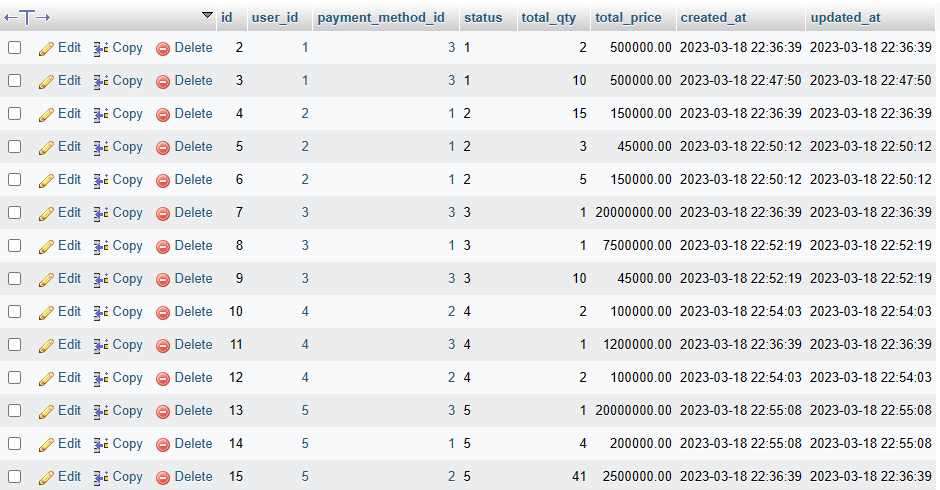 ←T→ id user_id payment_method_id status total_qty total_price created_at updated_at
Edit Copy Delete 2 1 3 1 2 500000.00 2023-03-18 22:36:39 2023-03-18 22:36:39
Edit Copy Delete 3 1 3 1 10 500000.00 2023-03-18 22:47:50 2023-03-18 22:47:50
Edit Copy Delete 4 2 1 2 15 150000.00 2023-03-18 22:36:39 2023-03-18 22:36:39
Edit Copy Delete 5 2 1 2 3 45000.00 2023-03-18 22:50:12 2023-03-18 22:50:12
Edit Copy Delete 6 2 1 2 5 150000.00 2023-03-18 22:50:12 2023-03-18 22:50:12
Edit Copy Delete 7 3 3 3 1 20000000.00 2023-03-18 22:36:39 2023-03-18 22:36:39
Edit Copy Delete 8 3 1 3 1 7500000.00 2023-03-18 22:52:19 2023-03-18 22:52:19
Edit Copy Delete 9 3 3 3 10 45000.00 2023-03-18 22:52:19 2023-03-18 22:52:19
Edit Copy Delete 10 4 2 4 2 100000.00 2023-03-18 22:54:03 2023-03-18 22:54:03
Edit Copy Delete 11 4 3 4 1 1200000.00 2023-03-18 22:36:39 2023-03-18 22:36:39
Edit Copy Delete 12 4 2 4 2 100000.00 2023-03-18 22:54:03 2023-03-18 22:54:03
Edit Copy Delete 13 5 3 5 1 20000000.00 2023-03-18 22:55:08 2023-03-18 22:55:08
Edit Copy Delete 14 5 1 5 4 200000.00 2023-03-18 22:55:08 2023-03-18 22:55:08
Edit Copy Delete 15 5 2 5 41 2500000.00 2023-03-18 22:36:39 2023-03-18 22:36:39